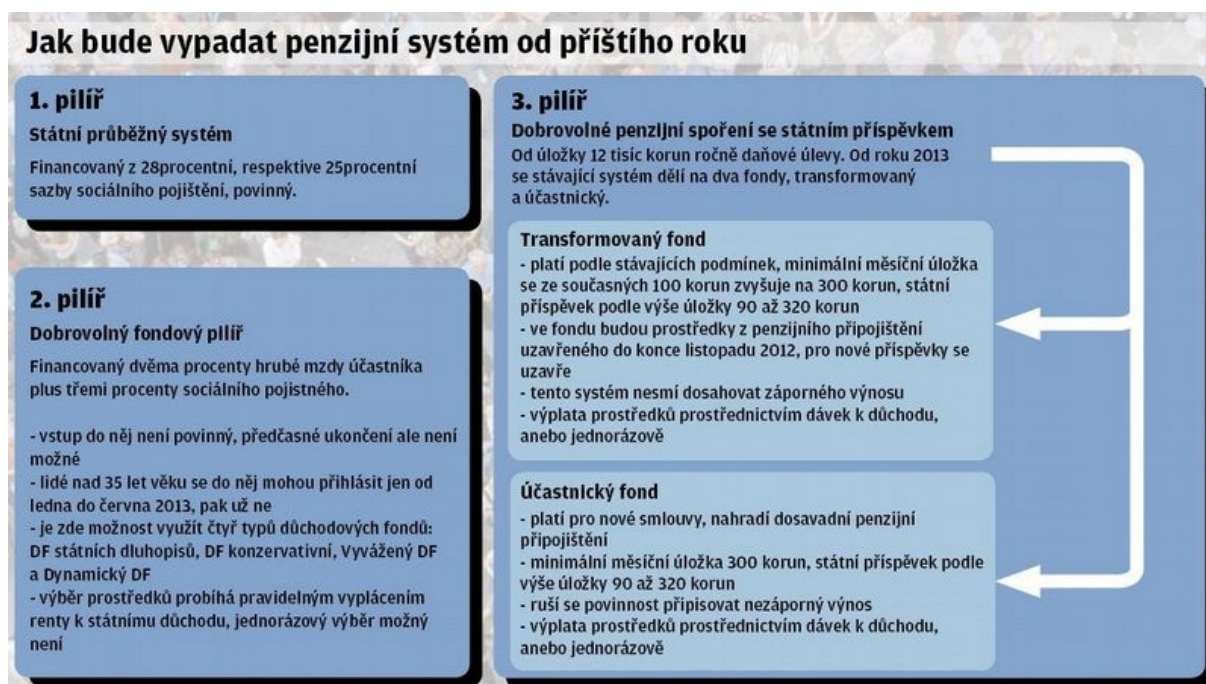 Jak bude vypadat penzijní systém od příštího roku
1. pilíř
Státní průběžný systém
Financovaný z 28procentní, respektive 25procentní
sazby sociálního pojištění, povinný.
2. pilíř
Dobrovolný fondový pilíř
Financovaný dvěma procenty hrubé mzdy účastníka
plus třemi procenty sociálního pojistného.
- vstup do něj není povinný, předčasné ukončení ale není
možné
- lidé nad 35 let věku se do něj mohou přihlásit jen od
ledna do června 2013, pak už ne
- je zde možnost využít čtyř typů důchodových fondů:
DF státních dluhopisů, DF konzervativní, Vyvážený DF
a Dynamický DF
- výběr prostředků probíhá pravidelným vyplácením
renty k státnímu důchodu, jednorázový výběr možný
není
3. pilíř
Dobrovolné penzijní spoření se státním příspěvkem
Od úložky 12 tisíc korun ročně daňové úlevy. Od roku 2013
se stávající systém dělí na dva fondy, transformovaný
a účastnický.
Transformovaný fond
- platí podle stávajících podmínek, minimální měsíční úložka
se ze současných 100 korun zvyšuje na 300 korun, státní
příspěvek podle výše úložky 90 až 320 korun
- ve fondu budou prostředky z penzijního připojištění
uzavřeného do konce listopadu 2012, pro nové příspěvky se
uzavře
- tento systém nesmí dosahovat záporného výnosu
- výplata prostředků prostřednictvím dávek k důchodu,
anebo jednorázově
Účastnický fond
- platí pro nové smlouvy, nahradí dosavadní penzijní
připojištění
- minimální měsíční úložka 300 korun, státní příspěvek podle
výše úložky 90 až 320 korun
- ruší se povinnost připisovat nezáporný výnos
- výplata prostředků prostřednictvím dávek k důchodu,
anebo jednorázově